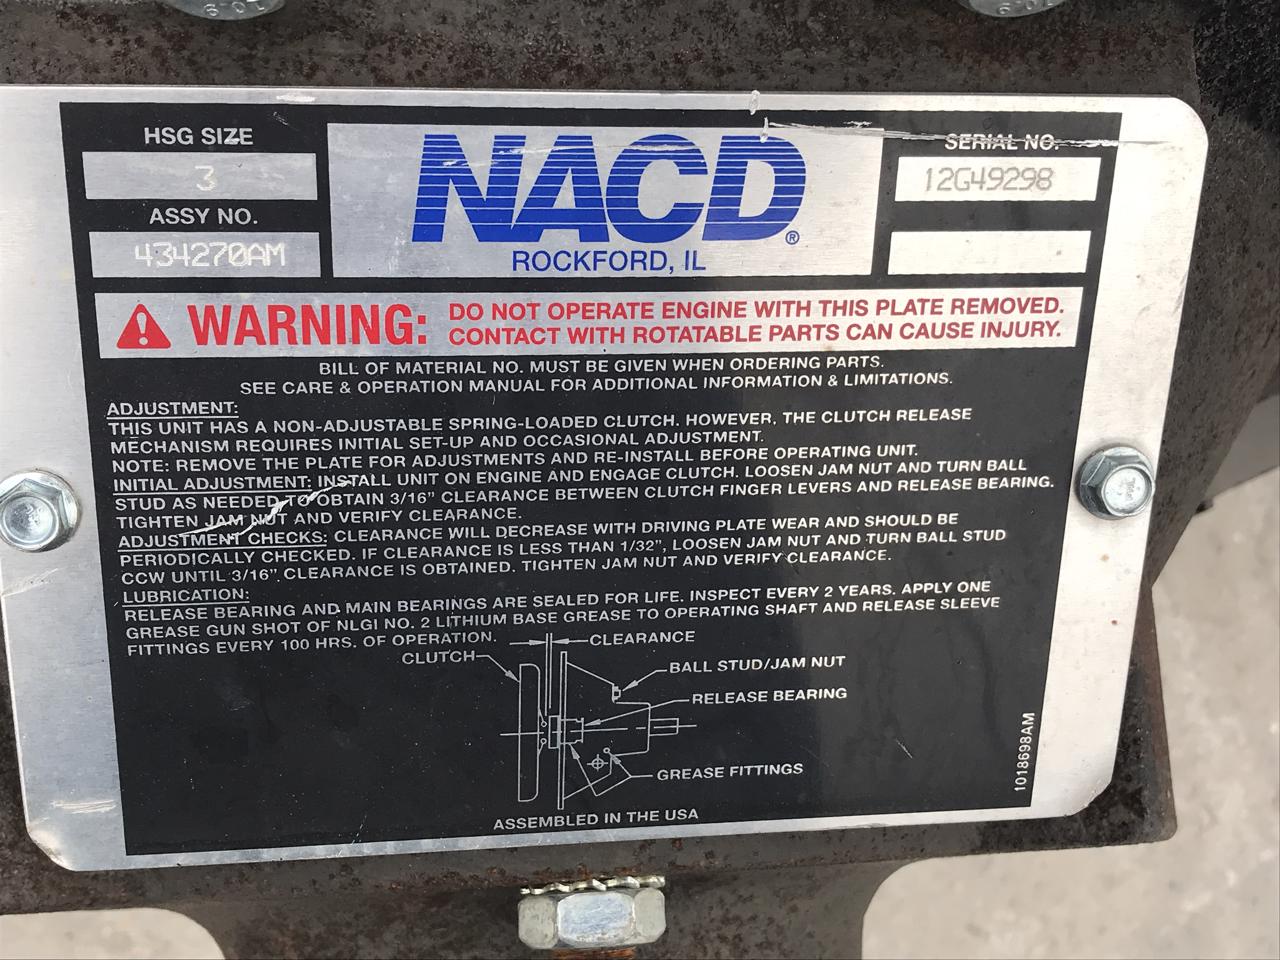 HSG SIZE
3
ASSY NO.
434270AM
NACD®
ROCKFORD, IL
SERIAL NO.
12G49298
WARNING: DO NOT OPERATE ENGINE WITH THIS PLATE REMOVED.
CONTACT WITH ROTATABLE PARTS CAN CAUSE INJURY.
BILL OF MATERIAL NO. MUST BE GIVEN WHEN ORDERING PARTS.
SEE CARE & OPERATION MANUAL FOR ADDITIONAL INFORMATION & LIMITATIONS.
ADJUSTMENT:
THIS UNIT HAS A NON-ADJUSTABLE SPRING-LOADED CLUTCH. HOWEVER, THE CLUTCH RELEASE
MECHANISM REQUIRES INITIAL SET-UP AND OCCASIONAL ADJUSTMENT.
NOTE: REMOVE THE PLATE FOR ADJUSTMENTS AND RE-INSTALL BEFORE OPERATING UNIT.
INITIAL ADJUSTMENT: INSTALL UNIT ON ENGINE AND ENGAGE CLUTCH. LOOSEN JAM NUT AND TURN BALL
STUD AS NEEDED TO OBTAIN 3/16" CLEARANCE BETWEEN CLUTCH FINGER LEVERS AND RELEASE BEARING.
TIGHTEN JAM NUT AND VERIFY CLEARANCE.
ADJUSTMENT CHECKS: CLEARANCE WILL DECREASE WITH DRIVING PLATE WEAR AND SHOULD BE
PERIODICALLY CHECKED. IF CLEARANCE IS LESS THAN 1/32", LOOSEN JAM NUT AND TURN BALL STUD
CCW UNTIL 3/16" CLEARANCE IS OBTAINED. TIGHTEN JAM NUT AND VERIFY CLEARANCE.
LUBRICATION:
RELEASE BEARING AND MAIN BEARINGS ARE SEALED FOR LIFE. INSPECT EVERY 2 YEARS. APPLY ONE
GREASE GUN SHOT OF NLGI NO. 2 LITHIUM BASE GREASE TO OPERATING SHAFT AND RELEASE SLEEVE
FITTINGS EVERY 100 HRS. OF OPERATION.
CLEARANCE
CLUTCH
BALL STUD/JAM NUT
RELEASE BEARING
GREASE FITTINGS
ASSEMBLED IN THE USA
1018698AM